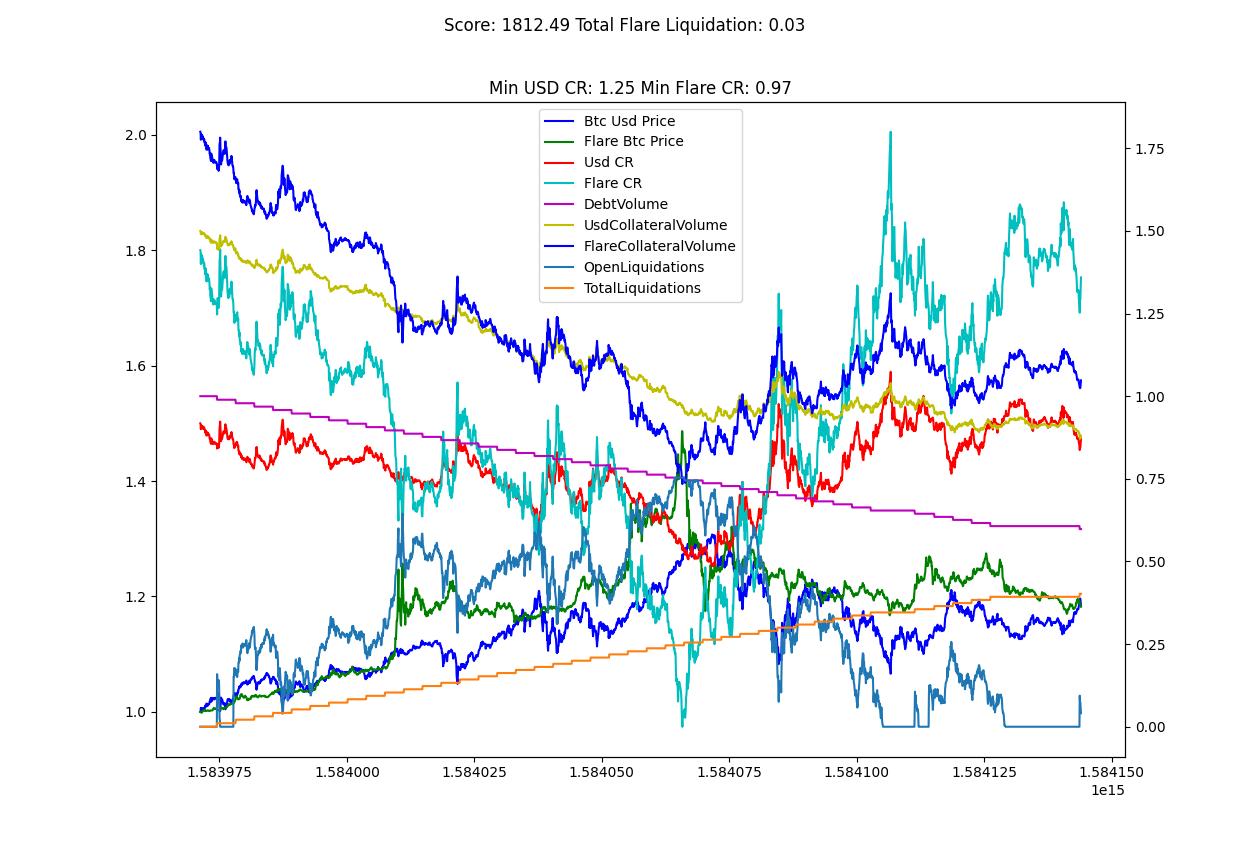 Score: 1812.49 Total Flare Liquidation: 0.03
Min USD CR: 1.25 Min Flare CR: 0.97
Btc Usd Price
Flare Btc Price
Usd CR
Flare CR
DebtVolume
UsdCollateralVolume
FlareCollateralVolume
OpenLiquidations
TotalLiquidations
2.0
1.8
1.6
1.4
1.2
1.0
1.75
1.50
1.25
1.00
0.75
0.50
0.25
0.00
1.583975 1.584000 1.584025 1.584050 1.584075 1.584100 1.584125 1.584150
1e15